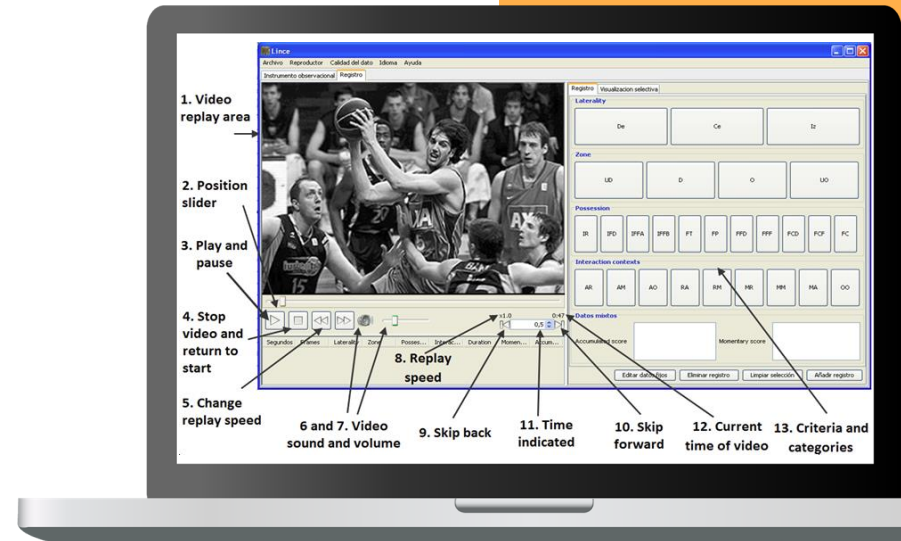 Lince
Archivo Reproductor Calidad del dato Idioma Ayuda
Instrumento observacional Registro
Registro Visualizacion selectiva
Laterality
De Ce Iz
Zone
UD D O UO
Possession
IR IFD IFFA IFFB FT FP FFD FFF FCD FCF FC
Interaction contexts
AR AM AO RA RM MR MM MA OO
Datos mixtos
Accumulated score Momentary score
Editar datos fijos Eliminar registro Limpiar selección Añadir registro
x1.0 0:47
0,5
Segundos Frames Laterality Zone Posses... Interac... Duration Momen... Accum...
1. Video
replay area
2. Position
slider
3. Play and
pause
4. Stop
video and
return to
start
5. Change
replay speed
6 and 7. Video
sound and volume
8. Replay
speed
9. Skip back
11. Time
indicated
10. Skip
forward
12. Current
time of video
13. Criteria and
categories
AX
15